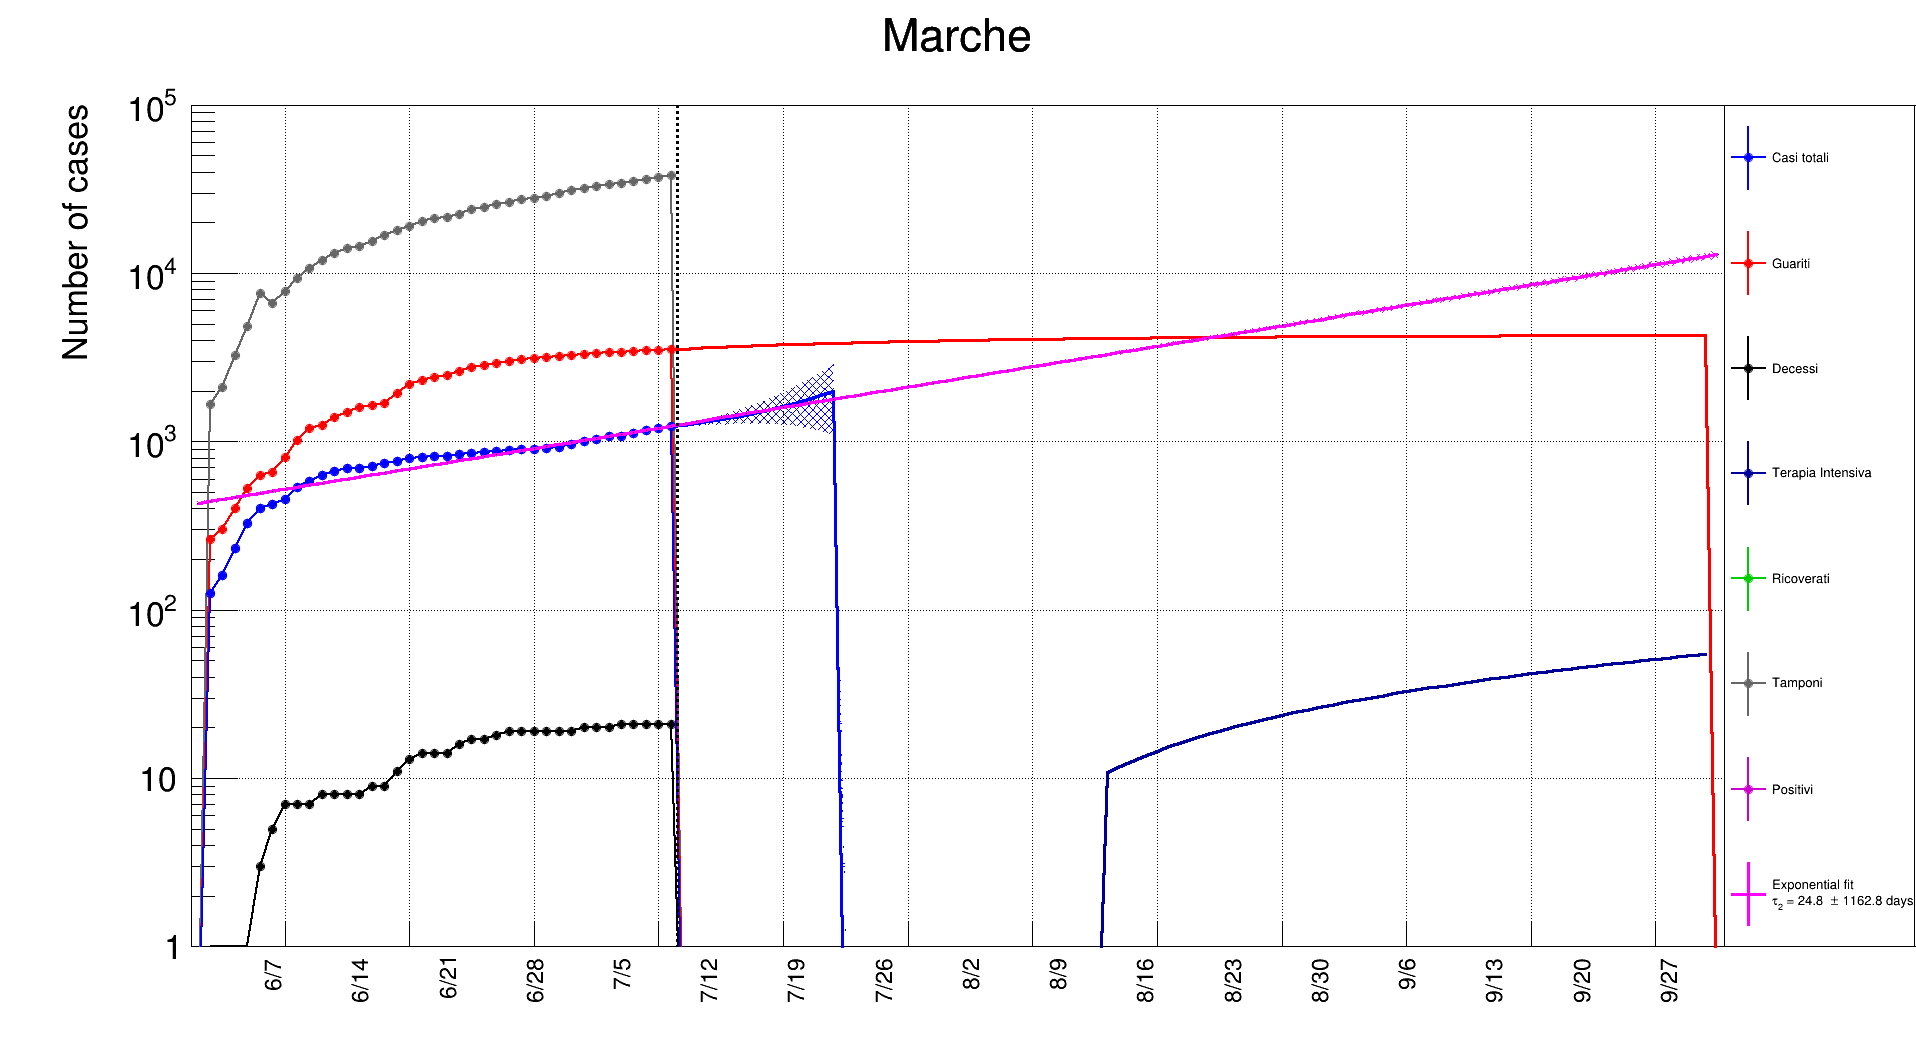 Marche
Number of cases
10^5
10^4
10^3
10^2
10
1
6/7
6/14
6/21
6/28
7/5
7/12
7/19
7/26
8/2
8/9
8/16
8/23
8/30
9/6
9/13
9/20
9/27
Casi totali
Guariti
Decessi
Terapia Intensiva
Ricoverati
Tamponi
Positivi
Exponential fit
τ₂ = 24.8 ± 1162.8 days